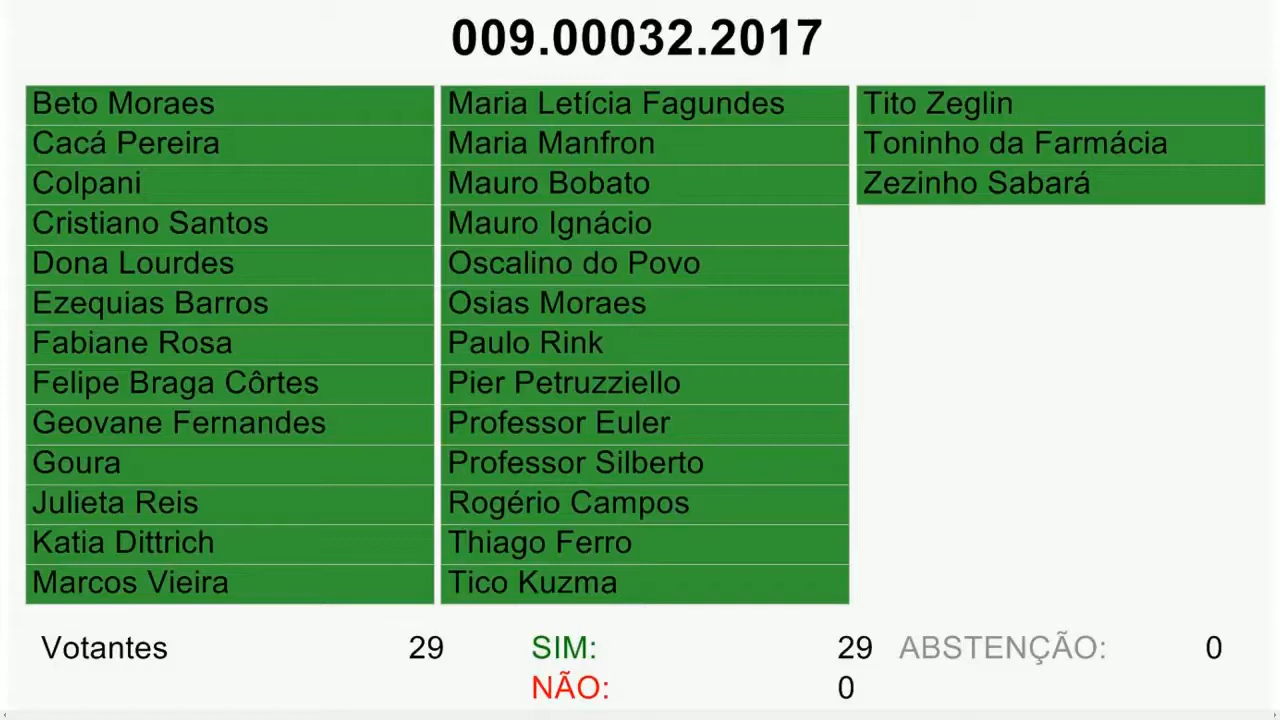 009.00032.2017
Beto Moraes
Cacá Pereira
Colpani
Cristiano Santos
Dona Lourdes
Ezequias Barros
Fabiane Rosa
Felipe Braga Côrtes
Geovane Fernandes
Goura
Julieta Reis
Katia Dittrich
Marcos Vieira
Maria Letícia Fagundes
Maria Manfron
Mauro Bobato
Mauro Ignácio
Oscalino do Povo
Osias Moraes
Paulo Rink
Pier Petruzziello
Professor Euler
Professor Silberto
Rogério Campos
Thiago Ferro
Tico Kuzma
Tito Zeglin
Toninho da Farmácia
Zezinho Sabará
Votantes 29 SIM: 29 ABSTENÇÃO: 0
NÃO: 0